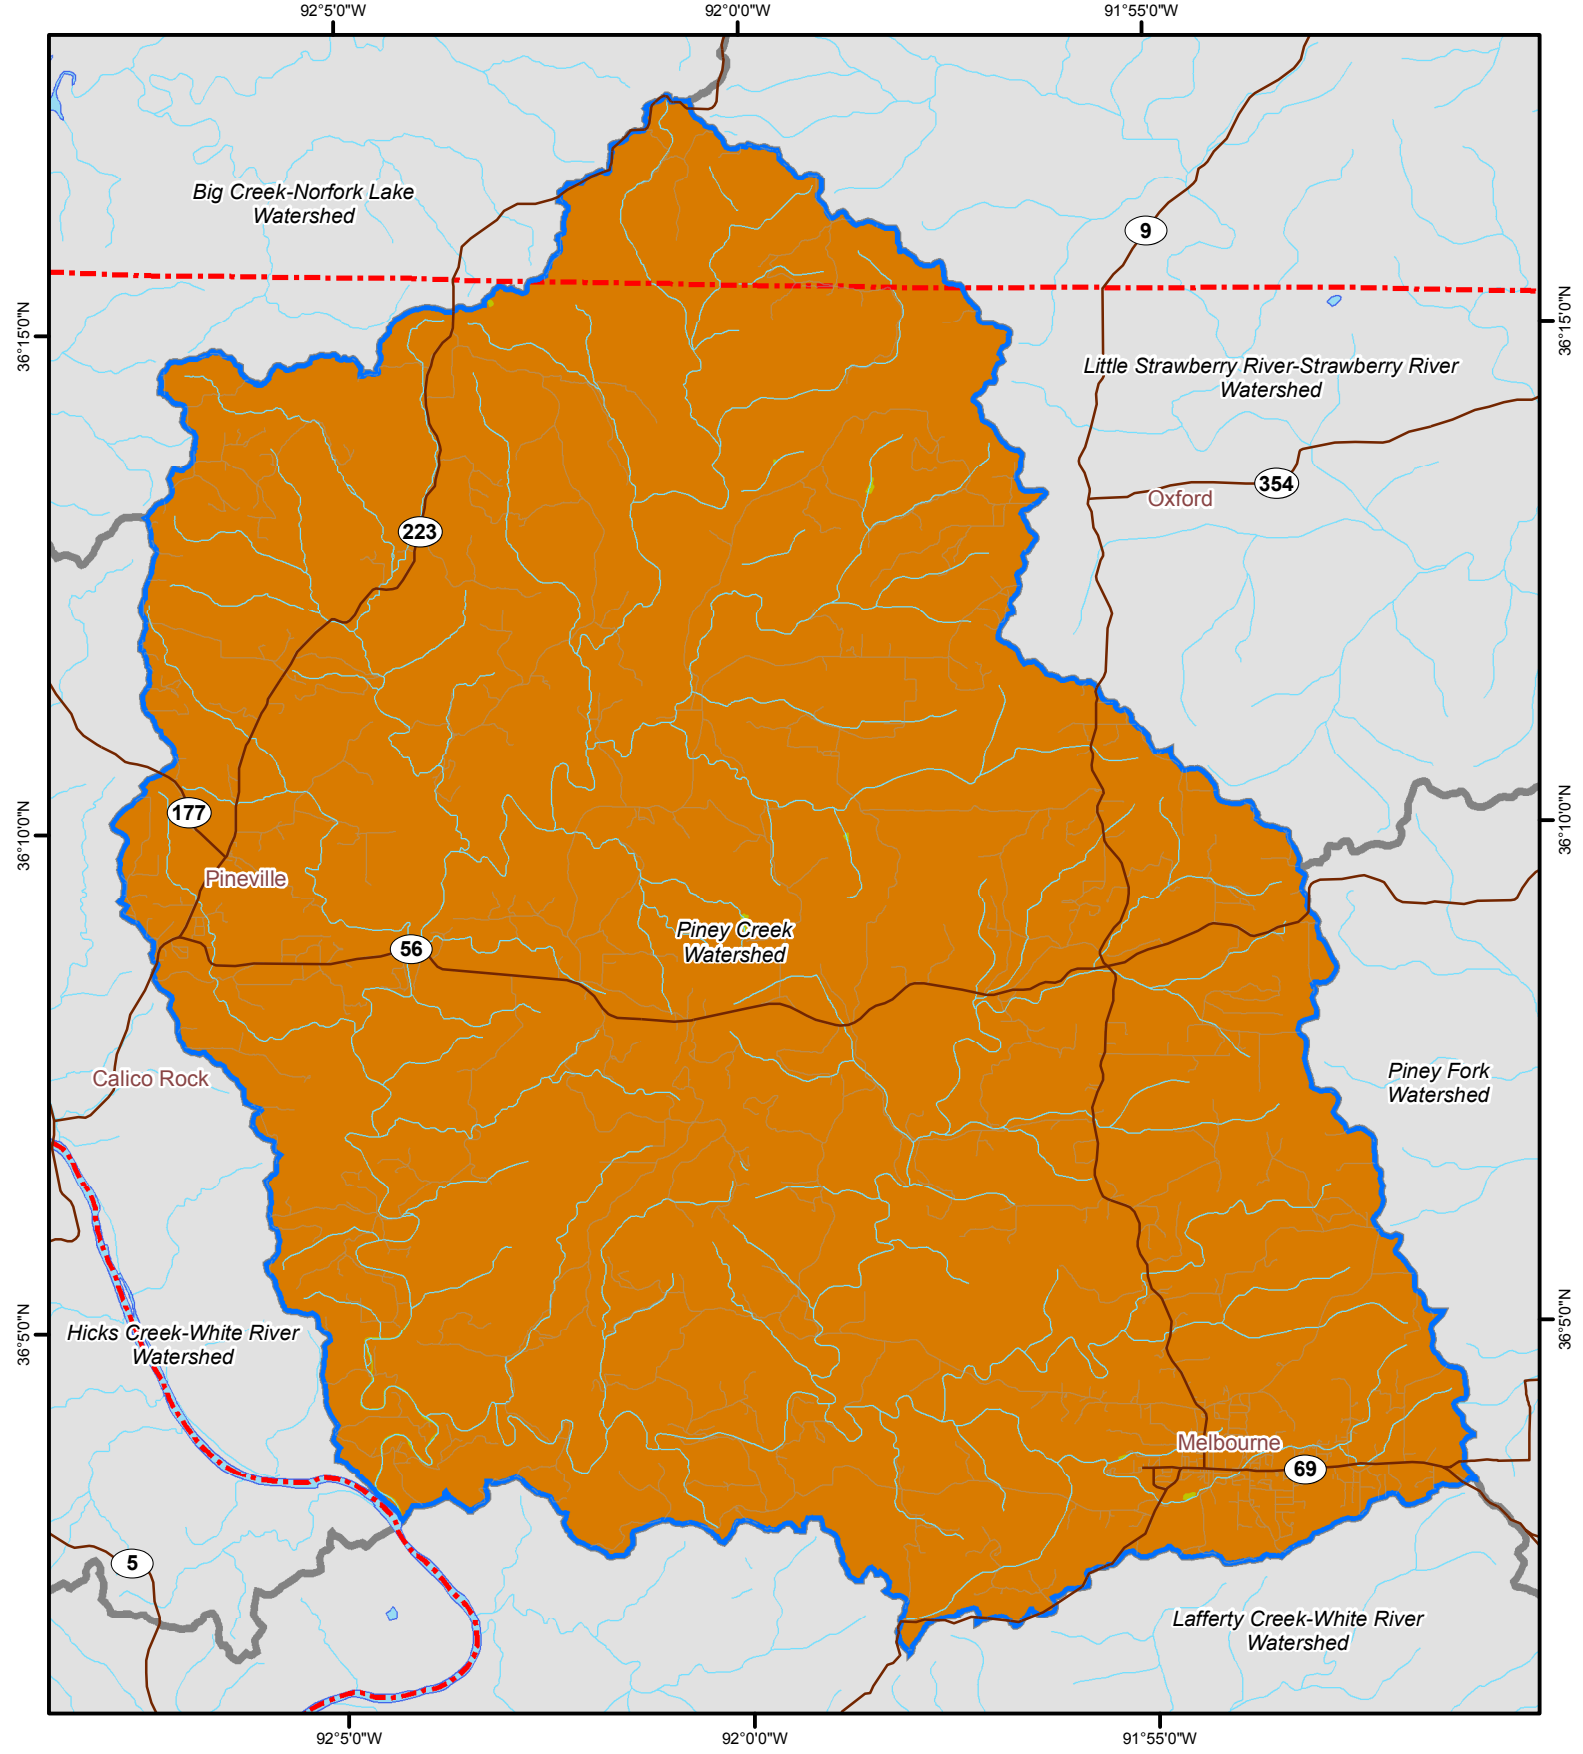 92°5'0"W
92°0'0"W
91°55'0"W
Big Creek-Norfork Lake
Watershed
9
36°15'0"N
36°15'0"N
Little Strawberry River-Strawberry River
Watershed
354
Oxford
223
177
36°10'0"N
36°10'0"N
Pineville
Piney Creek
Watershed
56
Calico Rock
Piney Fork
Watershed
Hicks Creek-White River
Watershed
36°5'0"N
36°5'0"N
Melbourne
69
5
Lafferty Creek-White River
Watershed
92°5'0"W
92°0'0"W
91°55'0"W